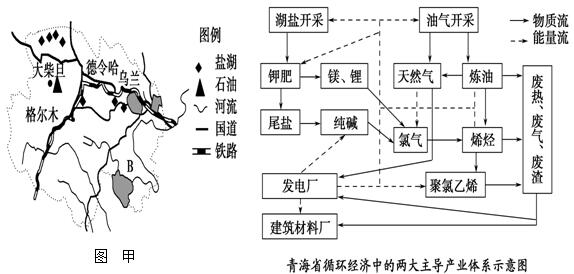 图例
盐湖
石油
河流
国道
铁路
大柴旦
德令哈
乌兰
格尔木
B
图 甲
湖盐开采
油气开采
物质流
能量流
钾肥
镁、锂
天然气
炼油
尾盐
纯碱
氯气
烯烃
废热、废气、废渣
发电厂
聚氯乙烯
建筑材料厂
青海省循环经济中的两大主导产业体系示意图